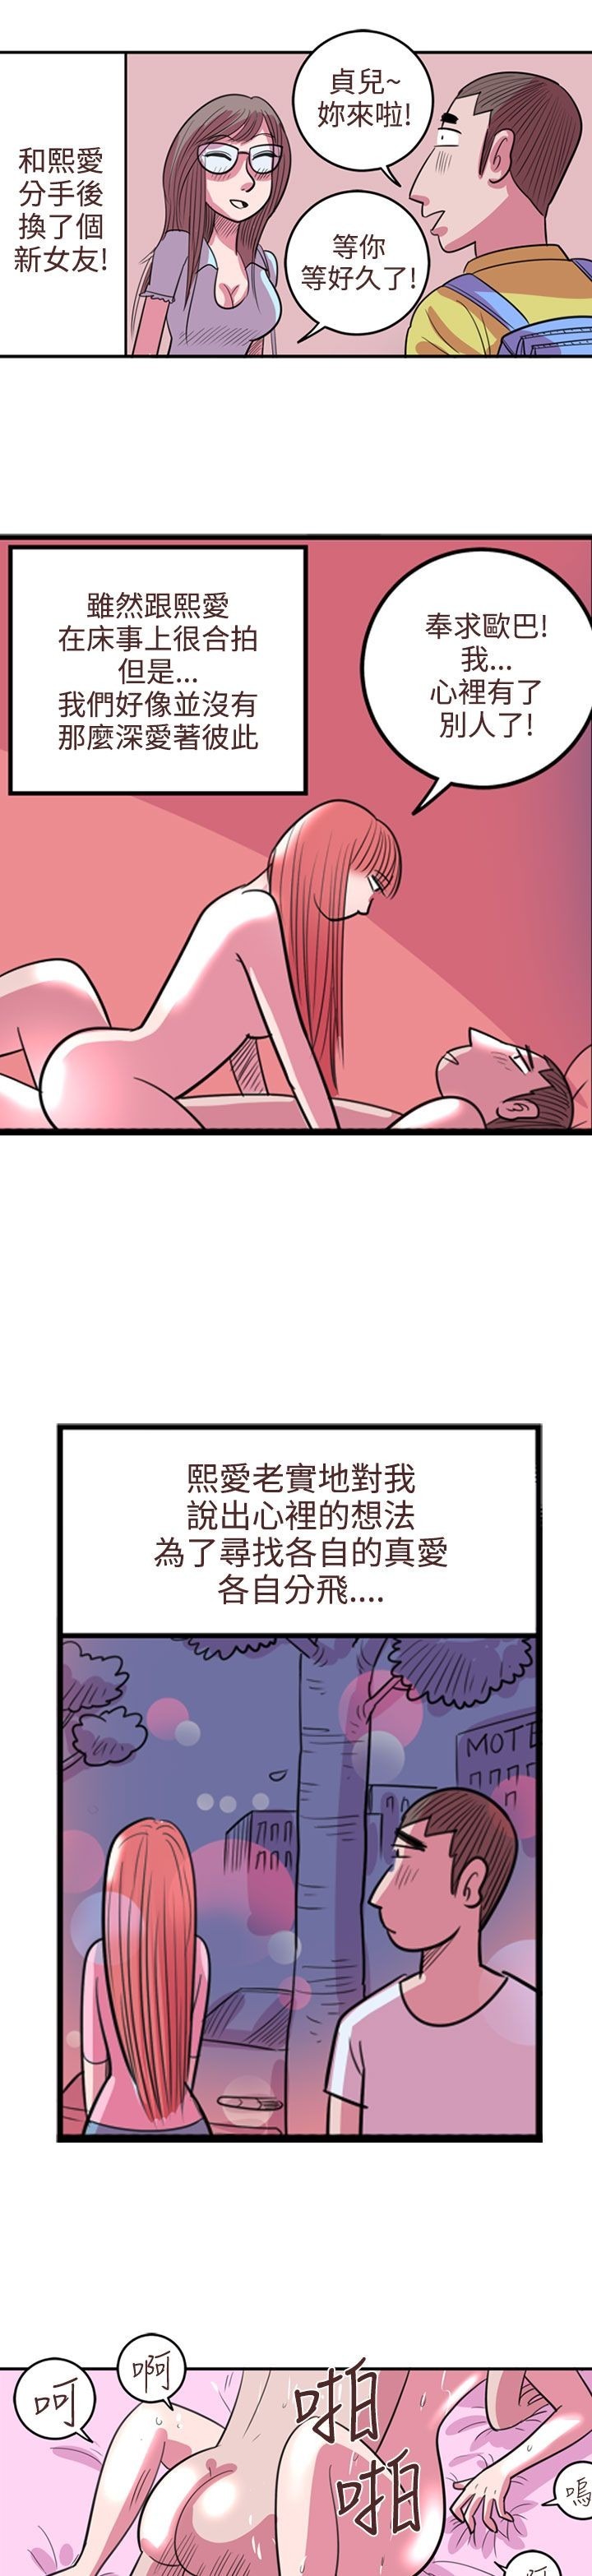 和熙愛
分手後
換了個
新女友!
貞兒~
妳來啦!
等你
等好久了!
雖然跟熙愛
在床事上很合拍
但是...
我們好像並沒有
那麼深愛著彼此
奉求歐巴!
我...
心裡有了
別人了!
熙愛老實地對我
說出心裡的想法
為了尋找各自的真愛
各自分飛....
MOTE
啊
呵
啪
啪
嗚